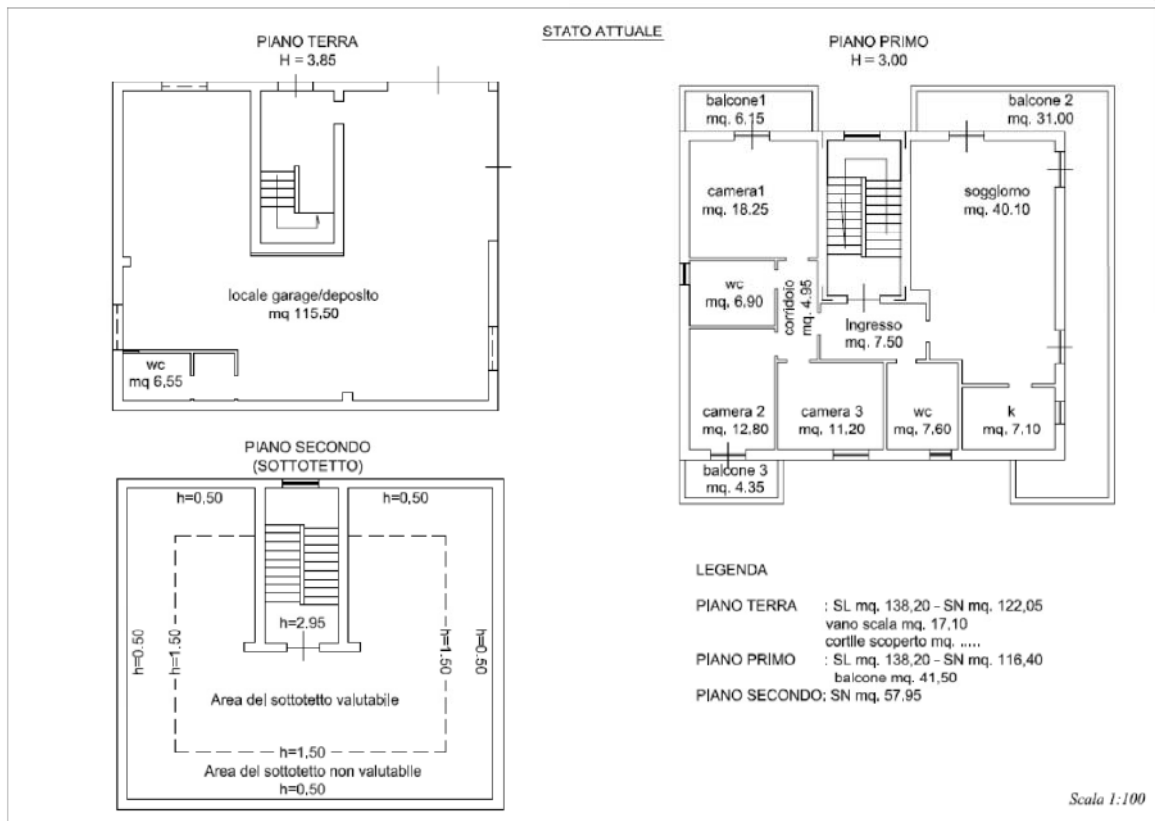 STATO ATTUALE
PIANO TERRA
H = 3,85
locale garage/deposito
mq 115,50
wc
mq 6,55
PIANO PRIMO
H = 3,00
balcone1
mq. 6.15
balcone 2
mq. 31,00
camera1
mq. 18.25
soggiorno
mq. 40.10
wc
mq. 6.90
corridoio
mq. 4.95
Ingresso
mq. 7.50
camera 2
mq. 12.80
camera 3
mq. 11,20
wc
mq. 7,60
k
mq. 7.10
balcone 3
mq. 4.35
PIANO SECONDO
(SOTTOTETTO)
h=0,50
h=0,50
h=0.50
h=1.50
h=2.95
h=1.50
h=0.50
Area del sottotetto valutabile
h=1,50
Area del sottotetto non valutabile
h=0,50
LEGENDA
PIANO TERRA : SL mq. 138,20 - SN mq. 122,05
vano scala mq. 17,10
cortile scoperto mq. .....
PIANO PRIMO : SL mq. 138,20 - SN mq. 116,40
balcone mq. 41,50
PIANO SECONDO: SN mq. 57,95
Scala 1:100